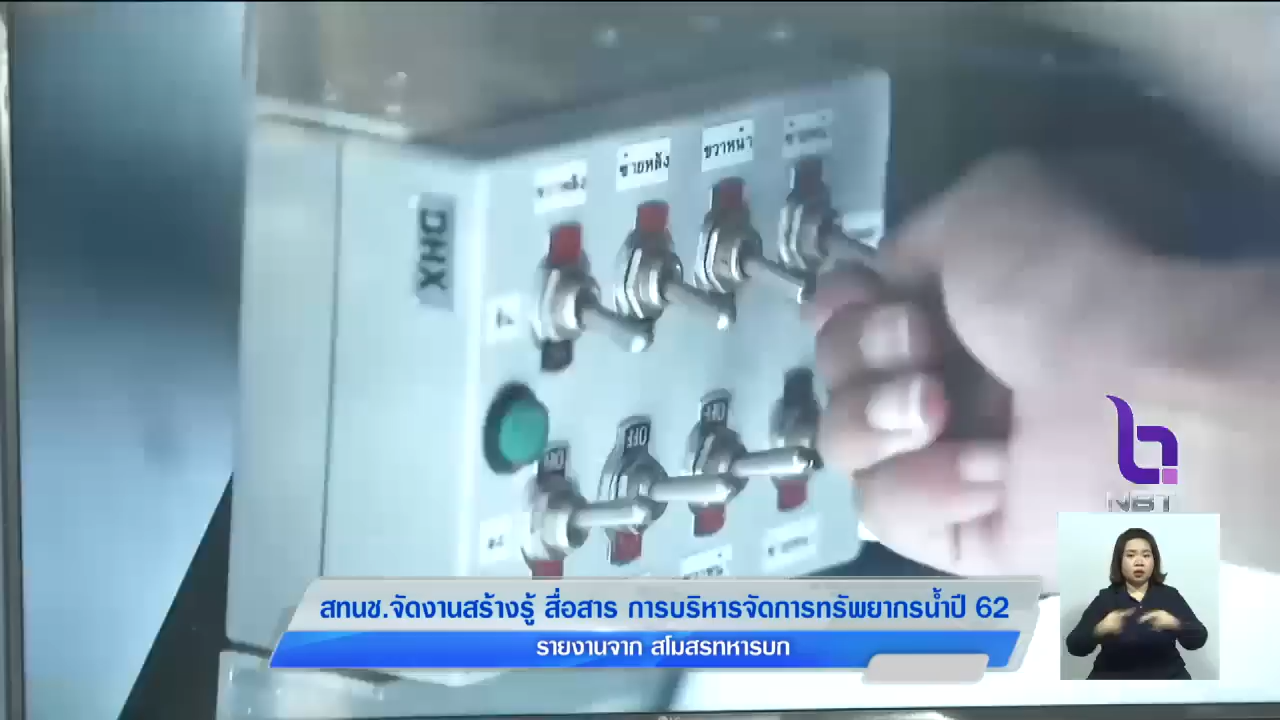 ซ้ายหลัง
ขวาหน้า
DHX
OFF
OFF
NBT
สทนช.จัดงานสร้างรู้ สื่อสาร การบริหารจัดการทรัพยากรน้ำปี 62
รายงานจาก สโมสรทหารบก